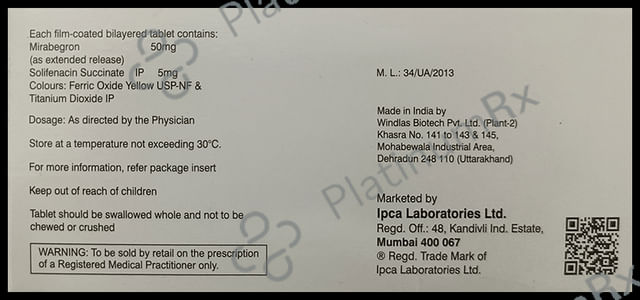 Each film-coated bilayered tablet contains:
Mirabegron 50mg
(as extended release)
Solifenacin Succinate IP 5mg
Colours: Ferric Oxide Yellow USP-NF &
Titanium Dioxide IP
Dosage: As directed by the Physician
Store at a temperature not exceeding 30°C.
For more information, refer package insert
Keep out of reach of children
Tablet should be swallowed whole and not to be
chewed or crushed
WARNING: To be sold by retail on the prescription
of a Registered Medical Practitioner only.
M. L.: 34/UA/2013
Made in India by
Windlas Biotech Pvt. Ltd. (Plant-2)
Khasra No. 141 to 143 & 145,
Mohabewala Industrial Area,
Dehradun 248 110 (Uttarakhand)
Marketed by
Ipca Laboratories Ltd.
Regd. Off.: 48, Kandivli Ind. Estate,
Mumbai 400 067
® Regd. Trade Mark of
Ipca Laboratories Ltd.
PlatinumRx